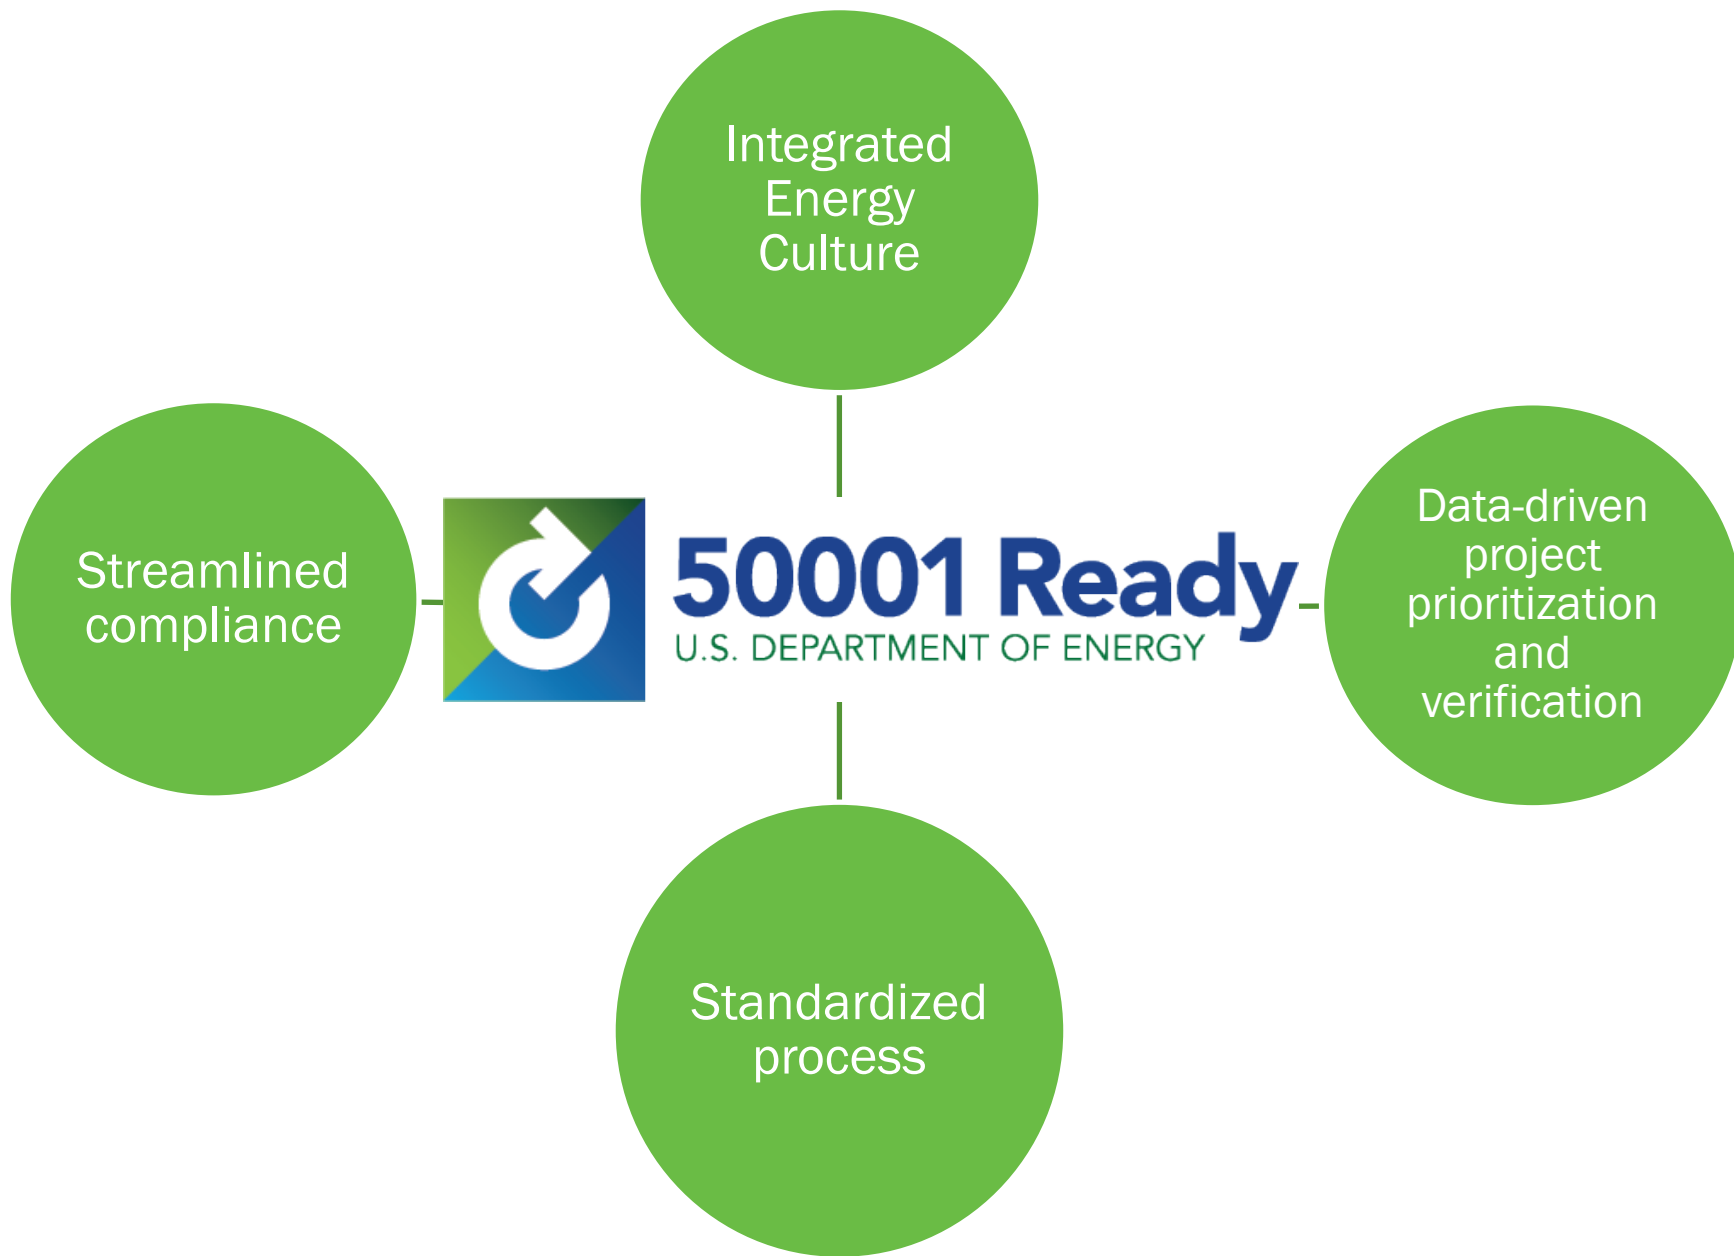 Integrated
Energy
Culture
Streamlined
compliance
50001 Ready
U.S. DEPARTMENT OF ENERGY
Data-driven
project
prioritization
and
verification
Standardized
process